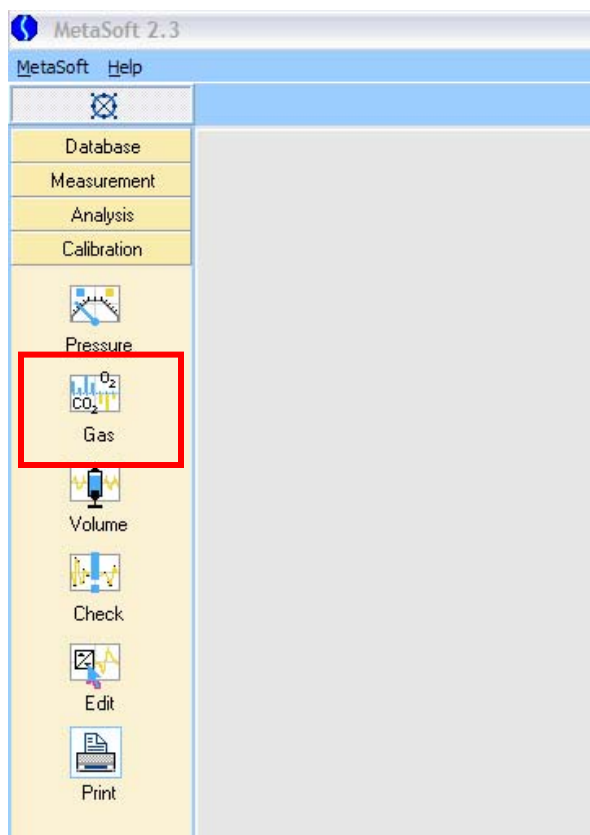 MetaSoft 2.3
MetaSoft Help
Database
Measurement
Analysis
Calibration
Pressure
O2
CO2
Gas
Volume
Check
Edit
Print